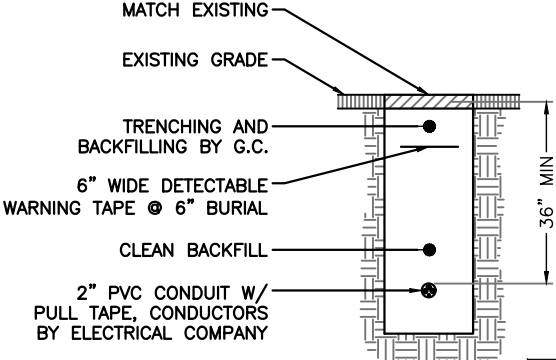 MATCH EXISTING
EXISTING GRADE
TRENCHING AND
BACKFILLING BY G.C.
6" WIDE DETECTABLE
WARNING TAPE @ 6" BURIAL
CLEAN BACKFILL
2" PVC CONDUIT W/
PULL TAPE, CONDUCTORS
BY ELECTRICAL COMPANY
36" MIN